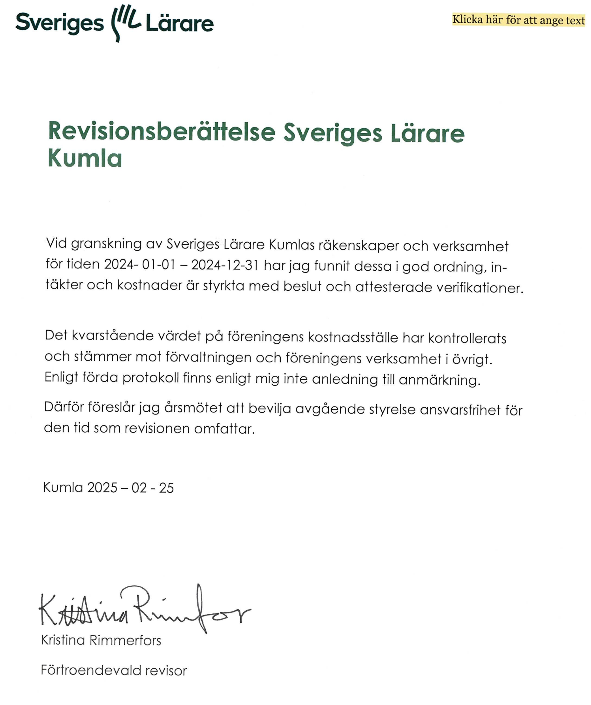 Sveriges Lärare
Klicka här för att ange text
Revisionsberättelse Sveriges Lärare
Kumla
Vid granskning av Sveriges Lärare Kumlas räkenskaper och verksamhet
för tiden 2024- 01-01 – 2024-12-31 har jag funnit dessa i god ordning, in-
täkter och kostnader är styrkta med beslut och attesterade verifikationer.
Det kvarstående värdet på föreningens kostnadsställe har kontrollerats
och stämmer mot förvaltningen och föreningens verksamhet i övrigt.
Enligt förda protokoll finns enligt mig inte anledning till anmärkning.
Därför föreslår jag årsmötet att bevilja avgående styrelse ansvarsfrihet för
den tid som revisionen omfattar.
Kumla 2025 – 02 - 25
Kristina Rimmerfors
Förtroendevald revisor